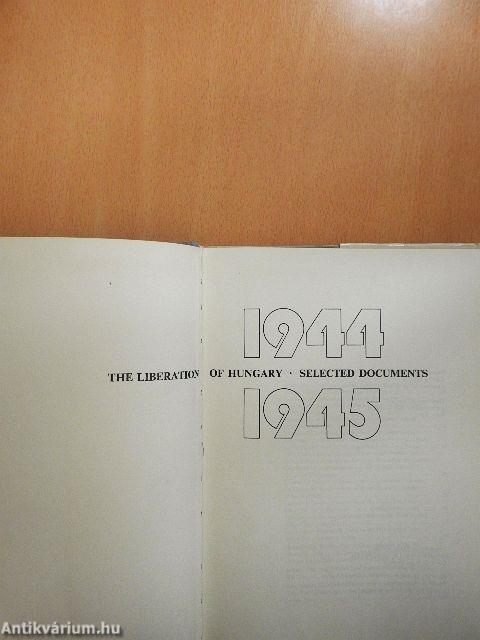 1944
THE LIBERATION OF HUNGARY · SELECTED DOCUMENTS
1945
Antikvárium.hu